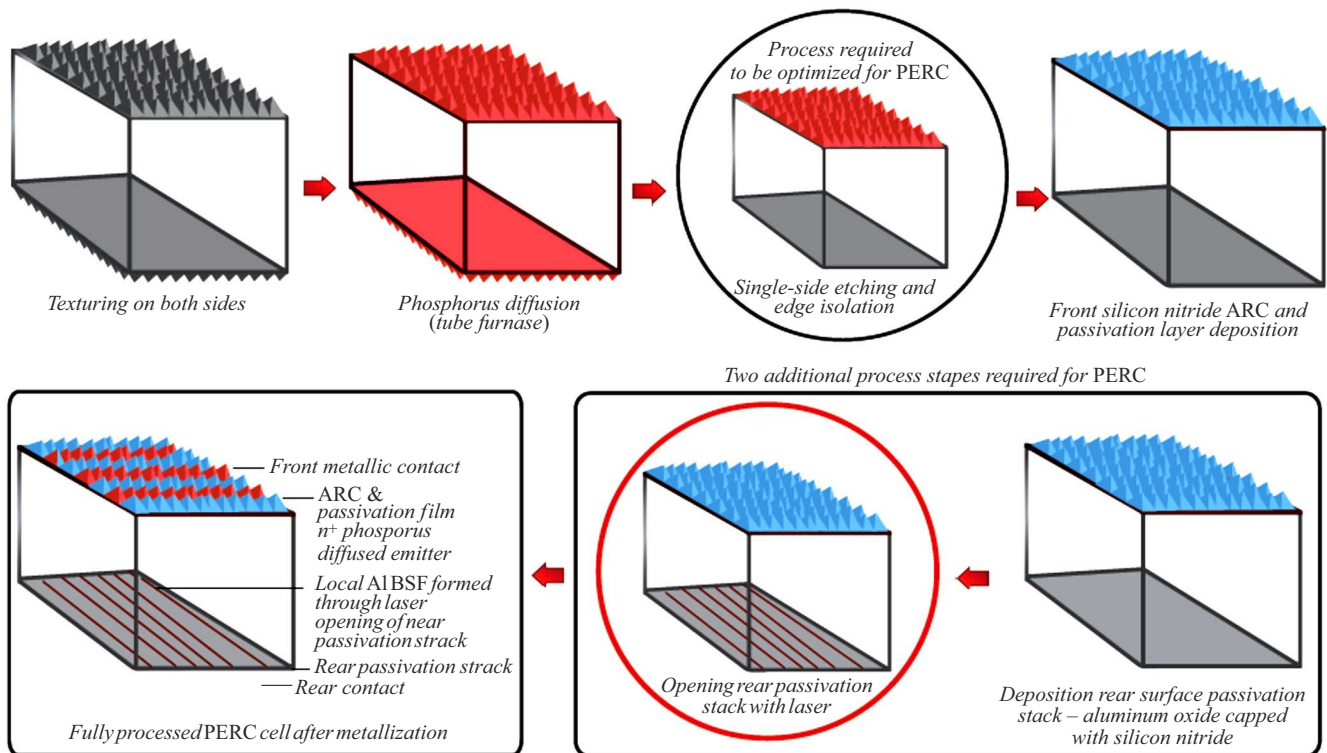 Process required
to be optimized for PERC
Texturing on both sides
Phosphorus diffusion
(tube furnase)
Single-side etching and
edge isolation
Front silicon nitride ARC and
passivation layer deposition
Two additional process stapes required for PERC
Front metallic contact
ARC &
passivation film
n+ phosporus
diffused emitter
Local Al BSF formed
through laser
opening of near
passivation strack
Rear passivation strack
Rear contact
Fully processed PERC cell after metallization
Opening rear passivation
stack with laser
Deposition rear surface passivation
stack – aluminum oxide capped
with silicon nitride